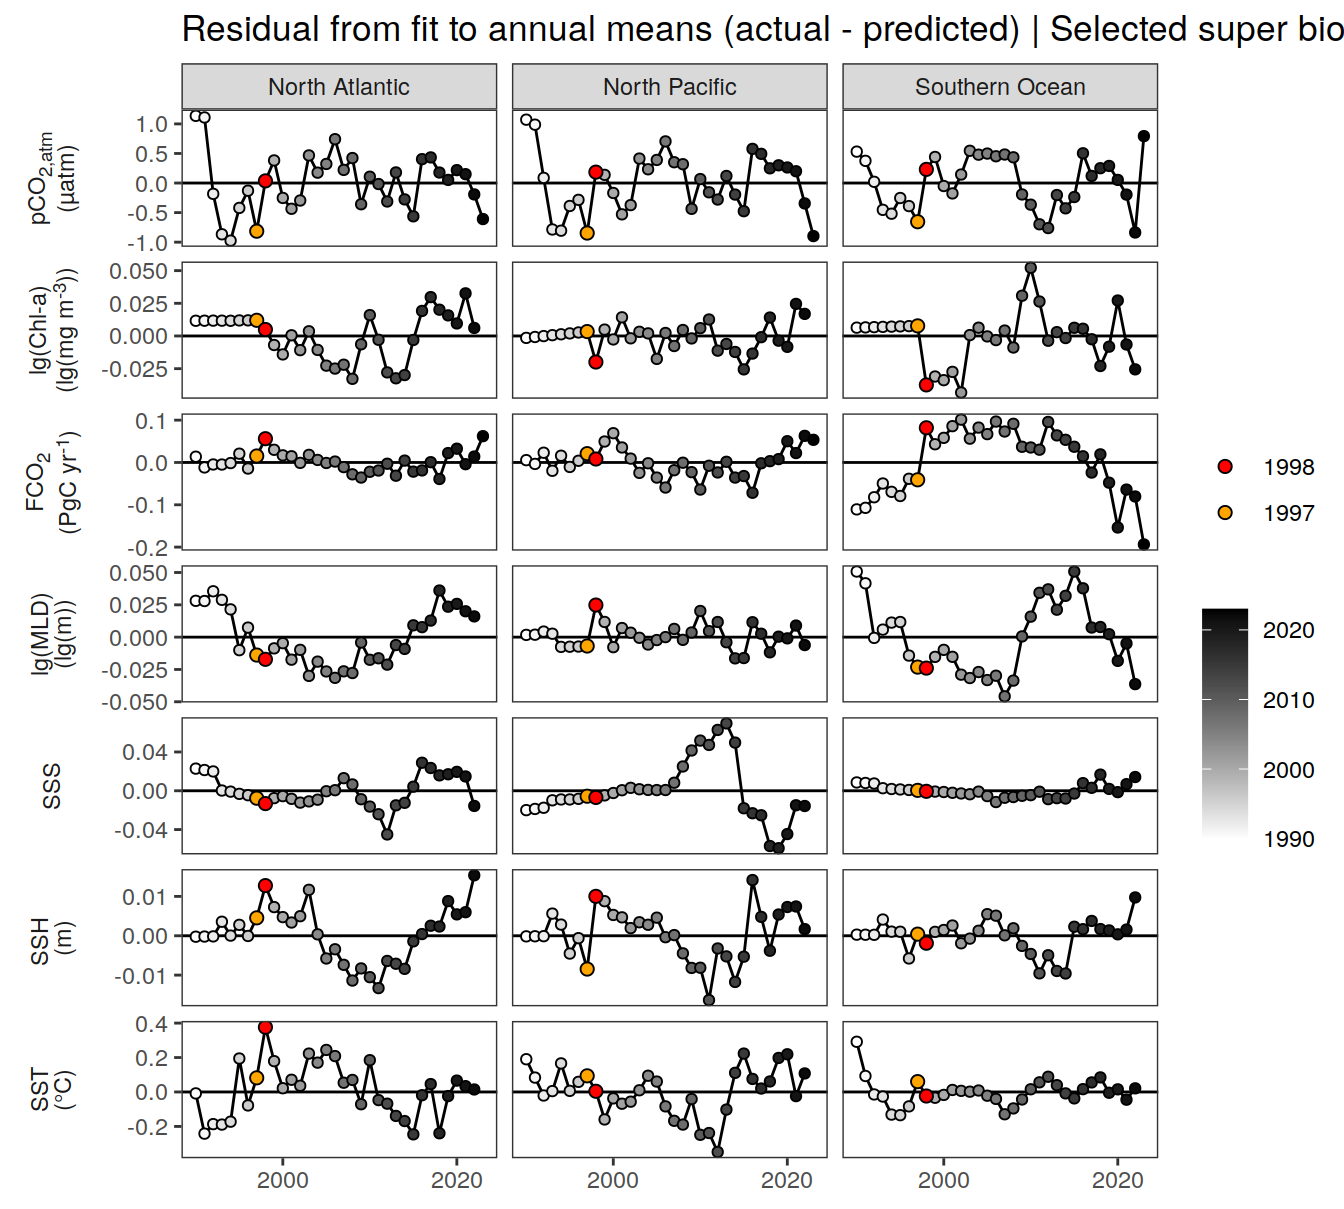 Residual from fit to annual means (actual - predicted) | Selected super bio
North Atlantic
North Pacific
Southern Ocean
pCO2,atm
(µatm)
1.0
0.5
0.0
-0.5
-1.0
lg(Chl-a)
(lg(mg m-3))
0.050
0.025
0.000
-0.025
FCO2
(PgC yr-1)
0.1
0.0
-0.1
-0.2
lg(MLD)
(lg(m))
0.050
0.025
0.000
-0.025
-0.050
SSS
0.04
0.00
-0.04
SSH
(m)
0.01
0.00
-0.01
SST
(°C)
0.4
0.2
0.0
-0.2
2000 2020
2000 2020
2000 2020
1998
1997
2020
2010
2000
1990